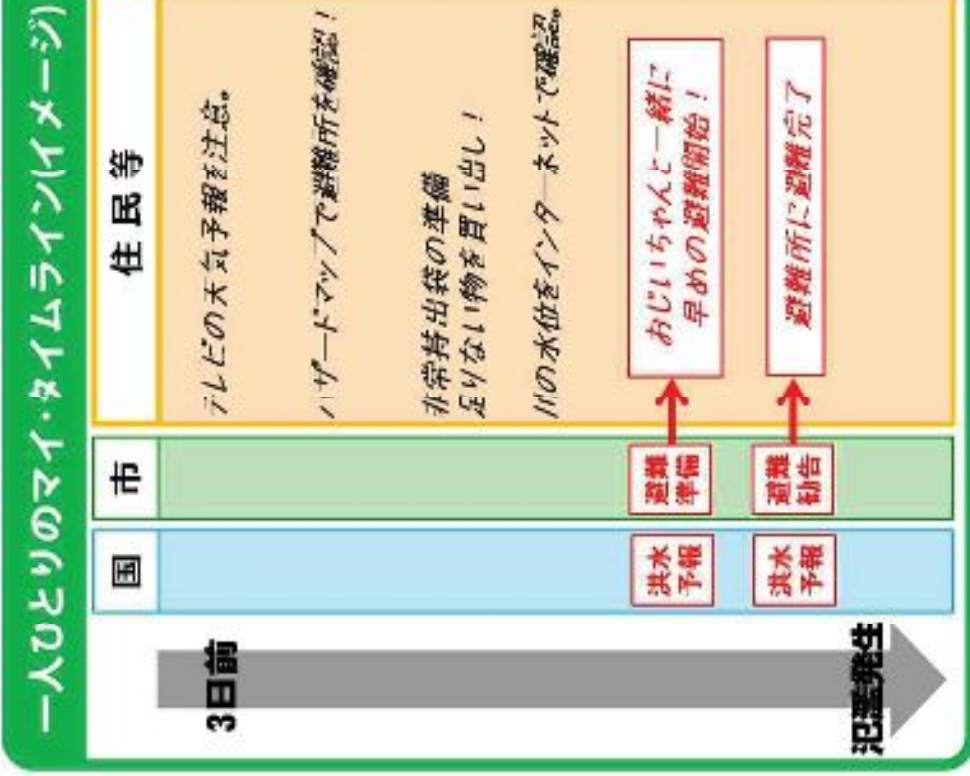 一人ひとりのマイ・タイムライン(イメージ)
国
市
住民等
3日前
テレビの天気予報を注意。
ハザードマップで避難所を確認！
非常持出袋の準備
足りない物を買い出し！
川の水位をインターネットで確認。
洪水
予報
避難
準備
おじいちゃんと一緒に
早めの避難開始！
洪水
予報
避難
勧告
避難所に避難完了
氾濫発生